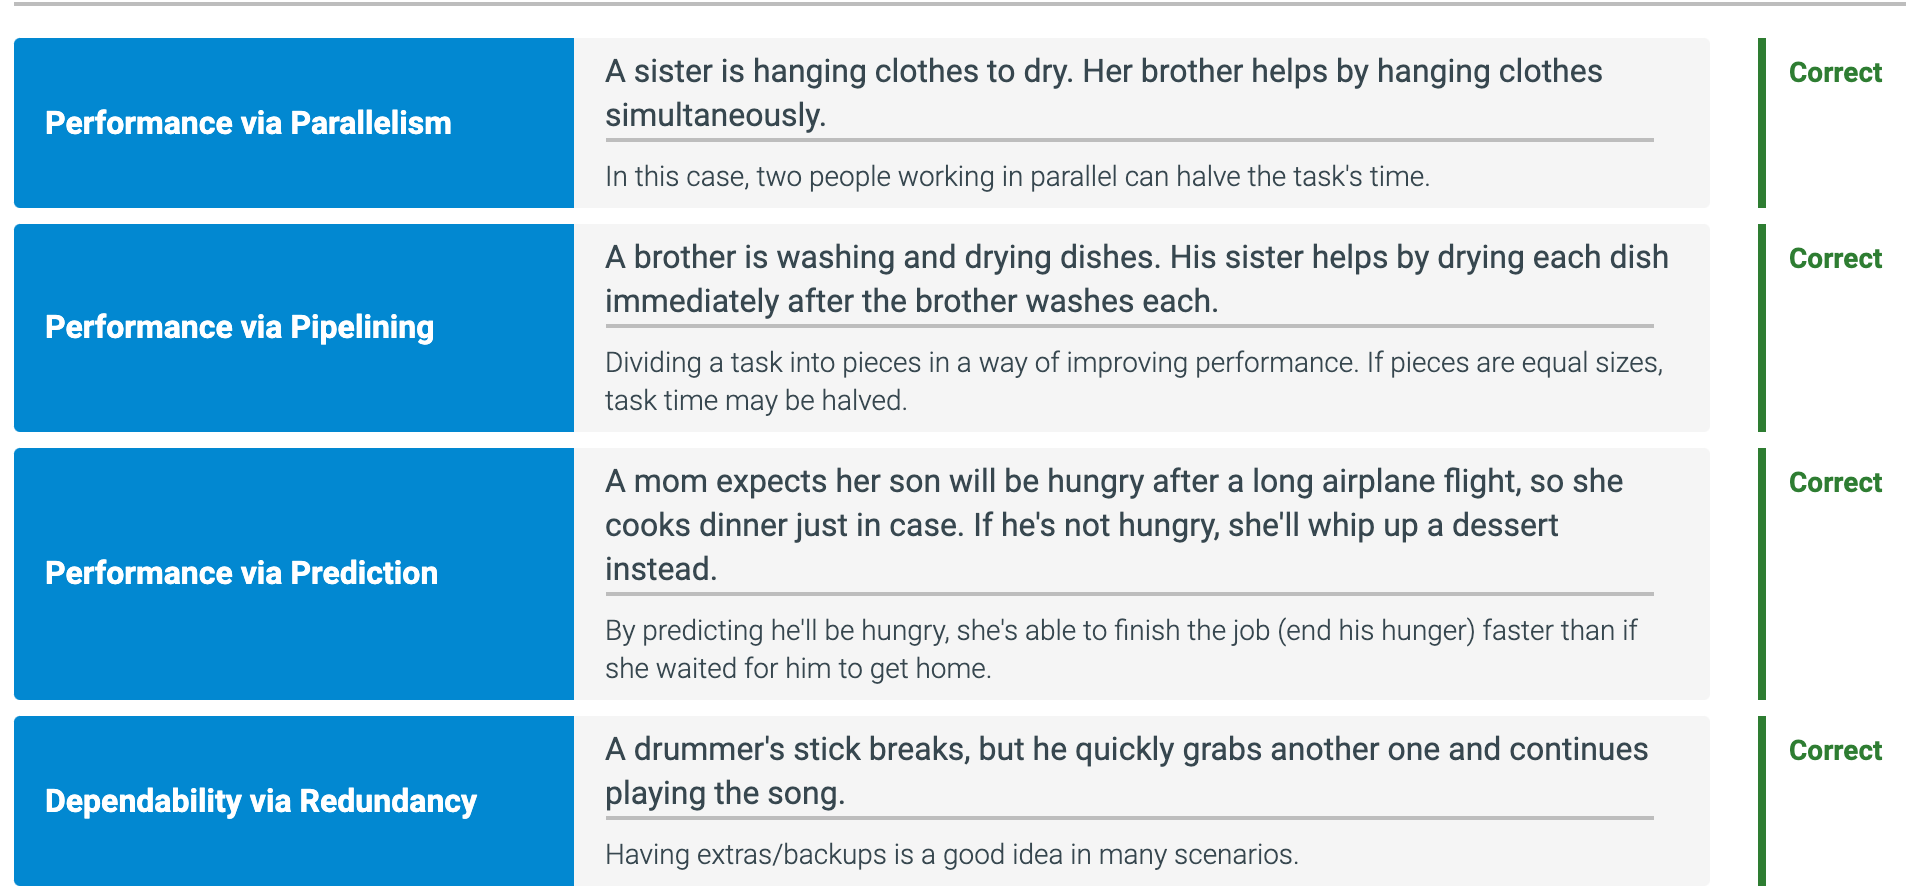 Performance via Parallelism
A sister is hanging clothes to dry. Her brother helps by hanging clothes
simultaneously.
In this case, two people working in parallel can halve the task's time.
Correct
Performance via Pipelining
A brother is washing and drying dishes. His sister helps by drying each dish
immediately after the brother washes each.
Dividing a task into pieces in a way of improving performance. If pieces are equal sizes,
task time may be halved.
Correct
Performance via Prediction
A mom expects her son will be hungry after a long airplane flight, so she
cooks dinner just in case. If he's not hungry, she'll whip up a dessert
instead.
By predicting he'll be hungry, she's able to finish the job (end his hunger) faster than if
she waited for him to get home.
Correct
Dependability via Redundancy
A drummer's stick breaks, but he quickly grabs another one and continues
playing the song.
Having extras/backups is a good idea in many scenarios.
Correct